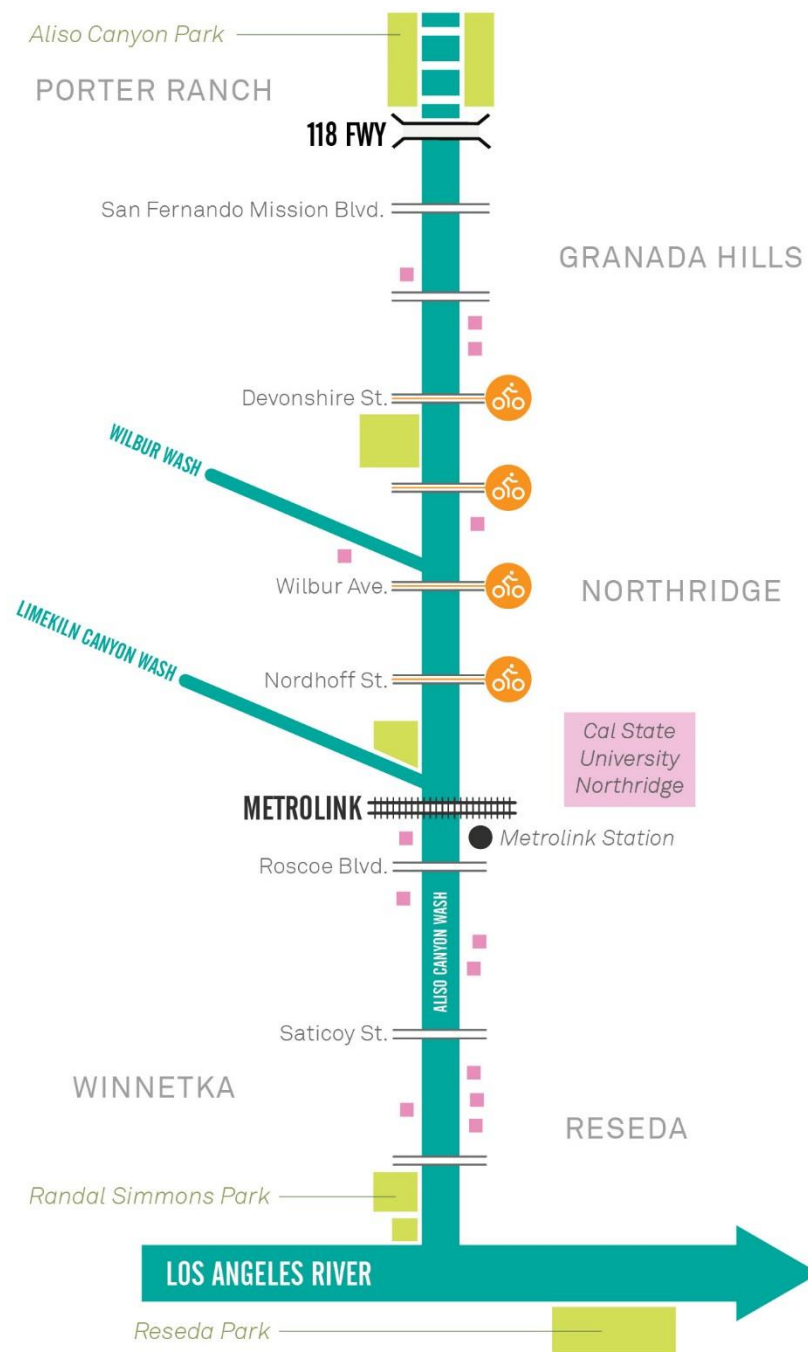 Aliso Canyon Park
PORTER RANCH
118 FWY
San Fernando Mission Blvd.
GRANADA HILLS
Devonshire St.
WILBUR WASH
Wilbur Ave.
NORTHRIDGE
LIMEKILN CANYON WASH
Nordhoff St.
Cal State
University
Northridge
METROLINK
Metrolink Station
Roscoe Blvd.
ALISO CANYON WASH
Saticoy St.
WINNETKA
RESEDA
Randal Simmons Park
LOS ANGELES RIVER
Reseda Park